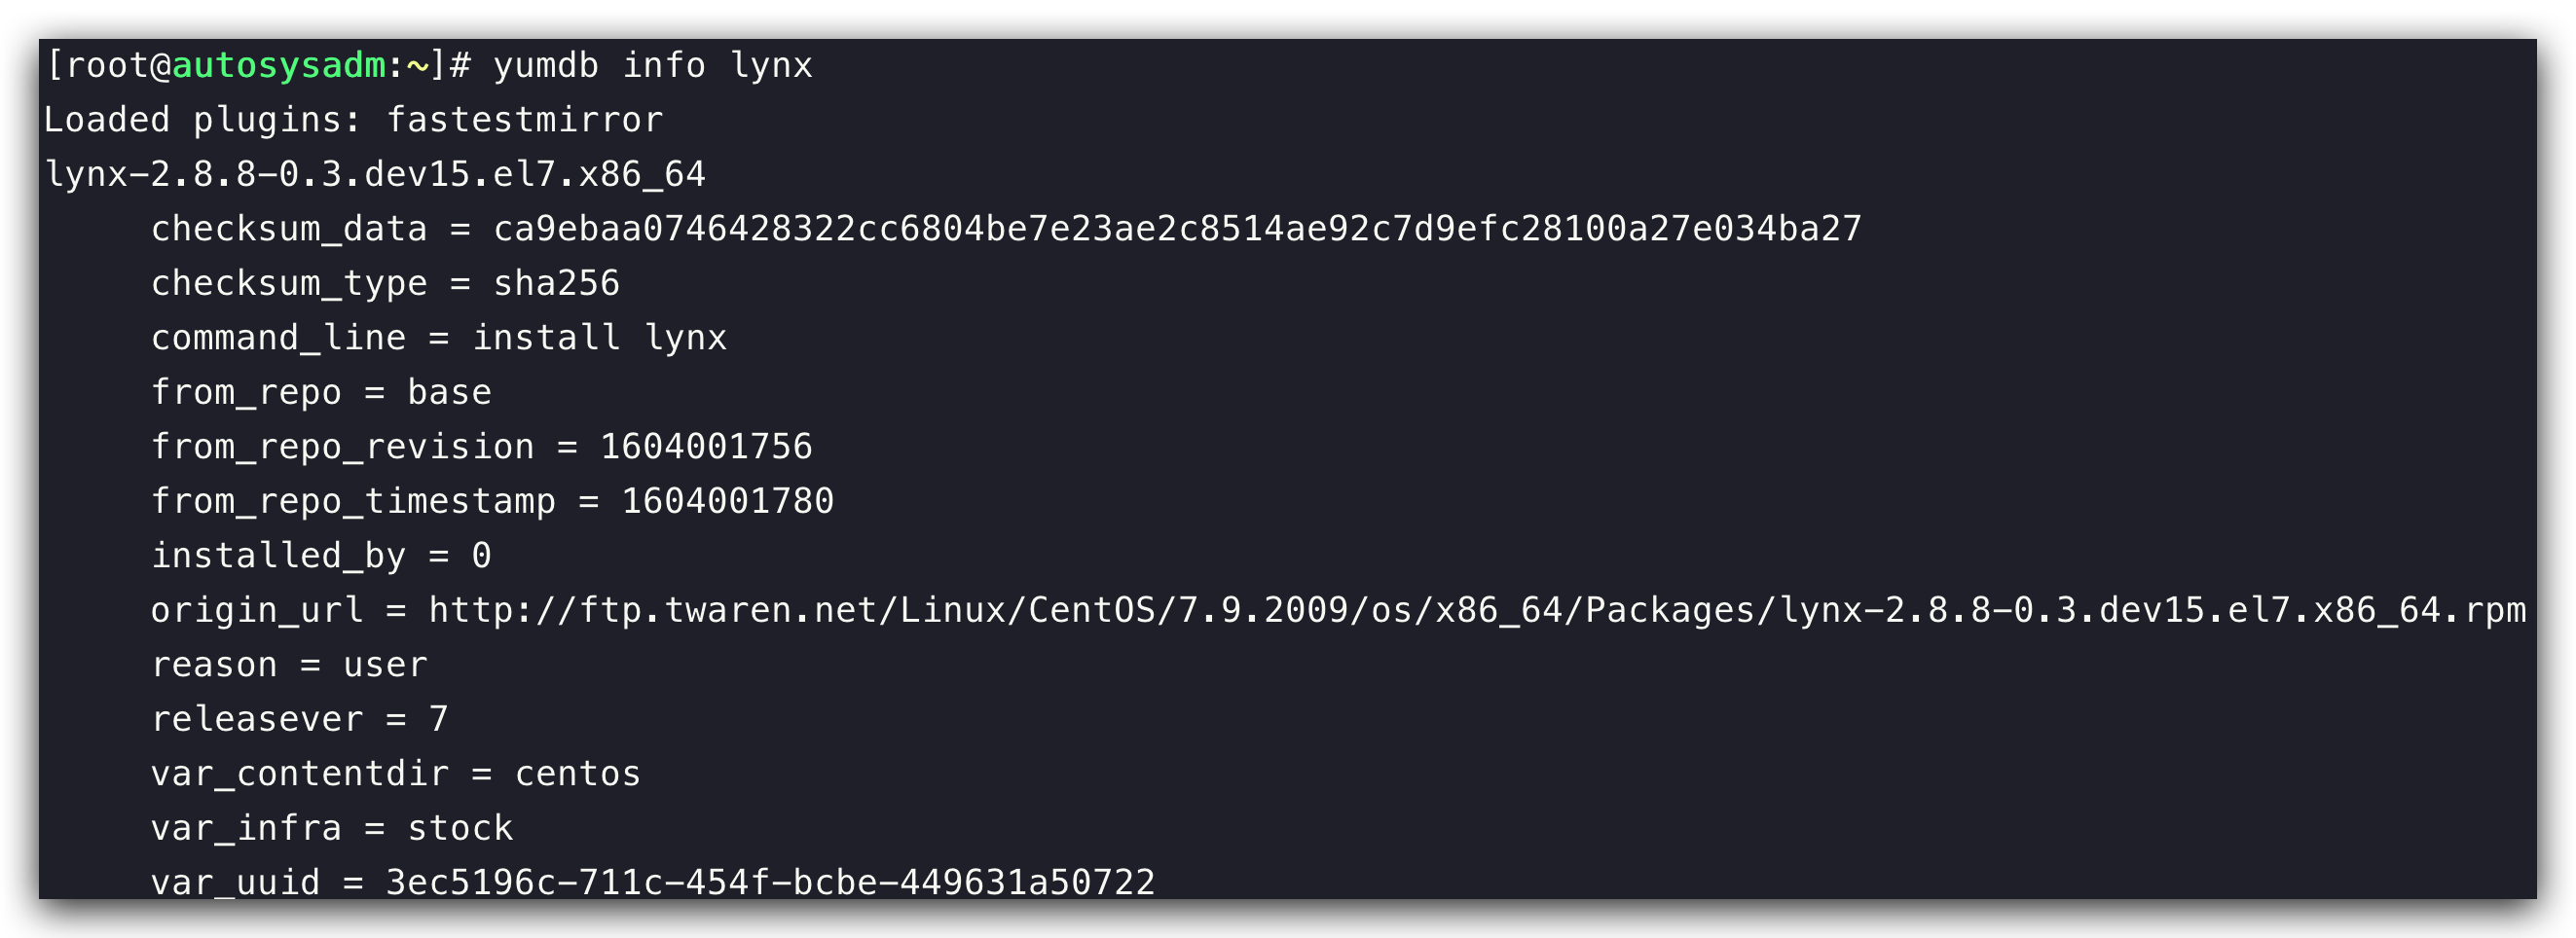 [root@autosysadm:~]# yumdb info lynx
Loaded plugins: fastestmirror
lynx-2.8.8-0.3.dev15.el7.x86_64
     checksum_data = ca9ebaa0746428322cc6804be7e23ae2c8514ae92c7d9efc28100a27e034ba27
     checksum_type = sha256
     command_line = install lynx
     from_repo = base
     from_repo_revision = 1604001756
     from_repo_timestamp = 1604001780
     installed_by = 0
     origin_url = http://ftp.twaren.net/Linux/CentOS/7.9.2009/os/x86_64/Packages/lynx-2.8.8-0.3.dev15.el7.x86_64.rpm
     reason = user
     releasever = 7
     var_contentdir = centos
     var_infra = stock
     var_uuid = 3ec5196c-711c-454f-bcbe-449631a50722